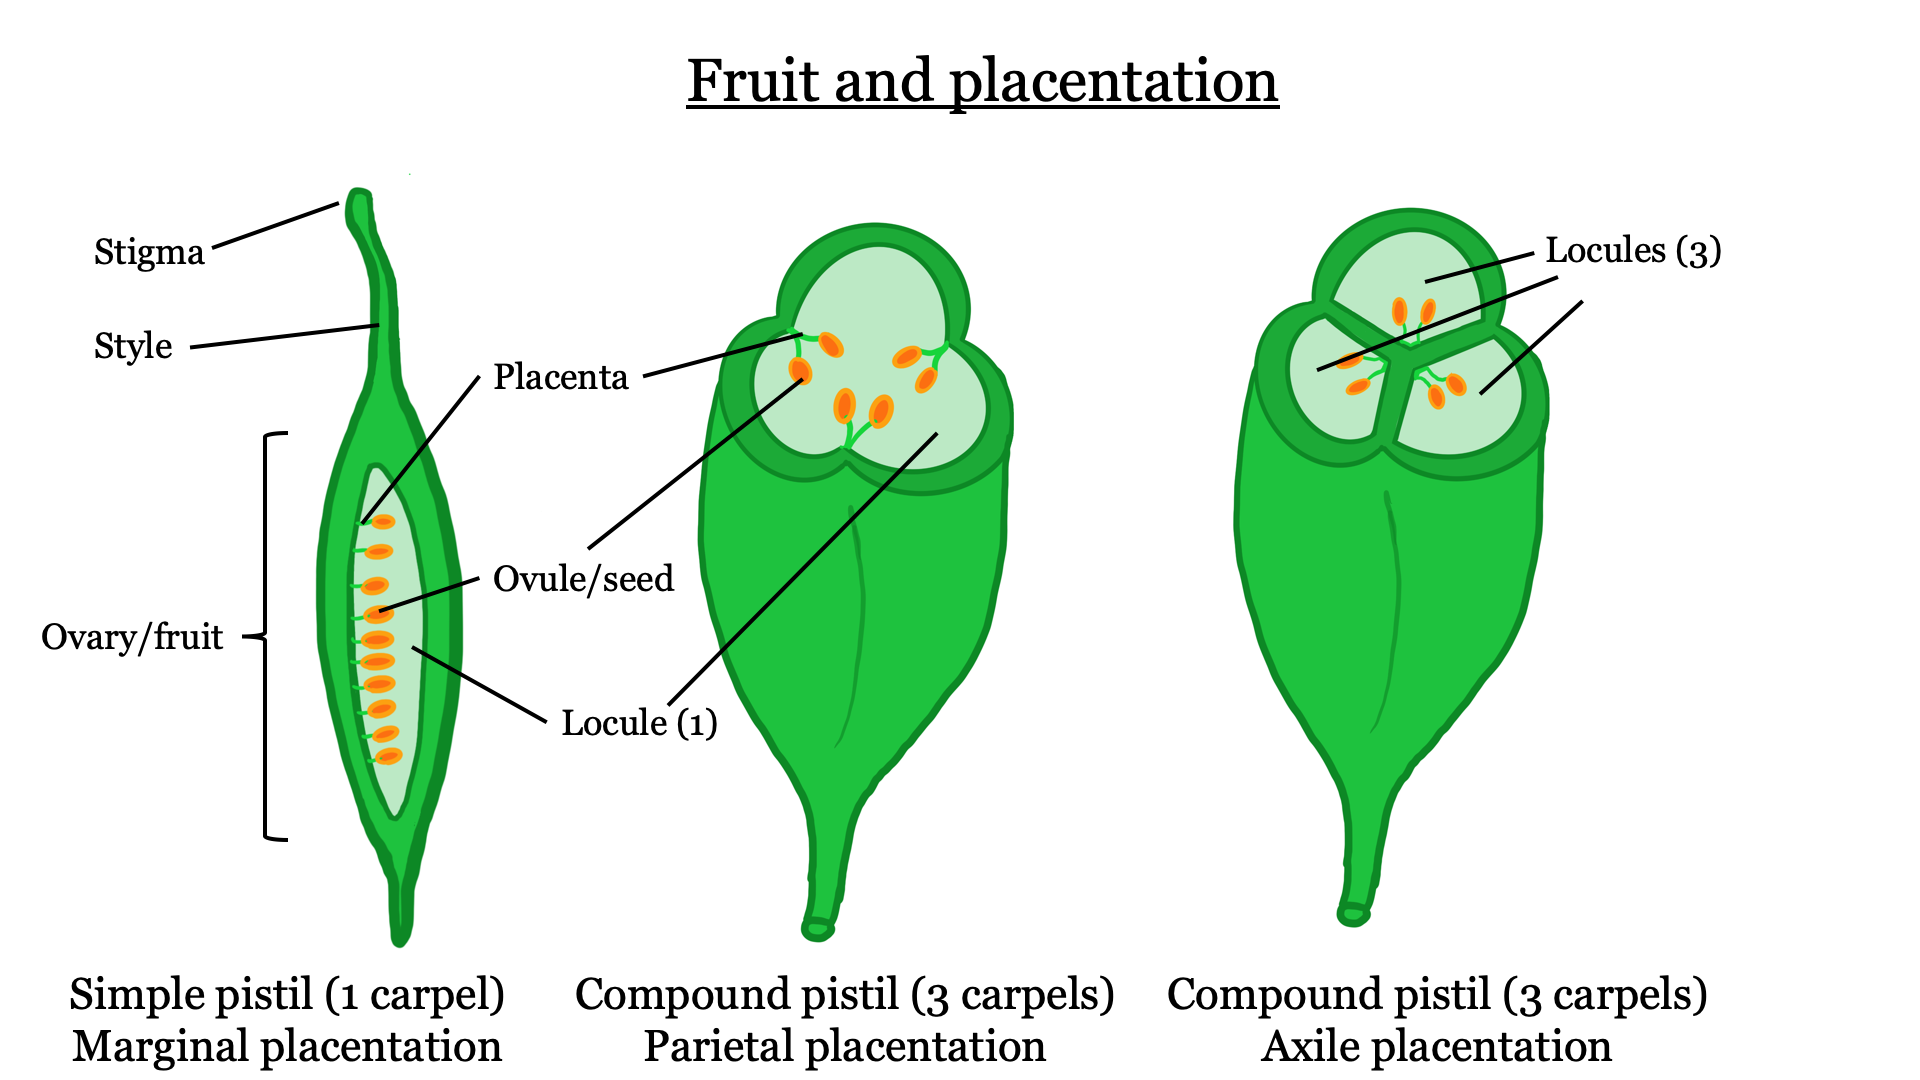 Fruit and placentation
Stigma
Style
Placenta
Ovule/seed
Ovary/fruit
Locule (1)
Locules (3)
Simple pistil (1 carpel)
Marginal placentation
Compound pistil (3 carpels)
Parietal placentation
Compound pistil (3 carpels)
Axile placentation